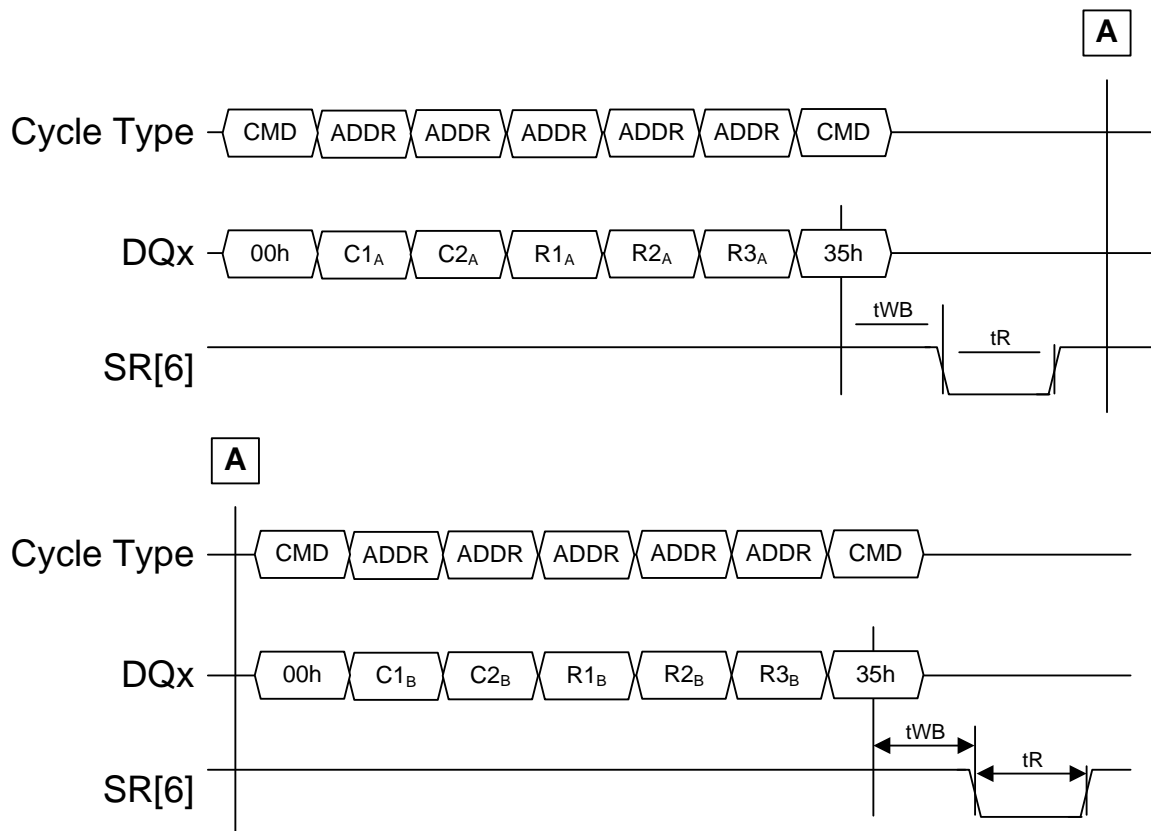 A
Cycle Type CMD ADDR ADDR ADDR ADDR ADDR CMD
DQx 00h C1A C2A R1A R2A R3A 35h
tWB
tR
SR[6]
A
Cycle Type CMD ADDR ADDR ADDR ADDR ADDR CMD
DQx 00h C1B C2B R1B R2B R3B 35h
tWB
tR
SR[6]